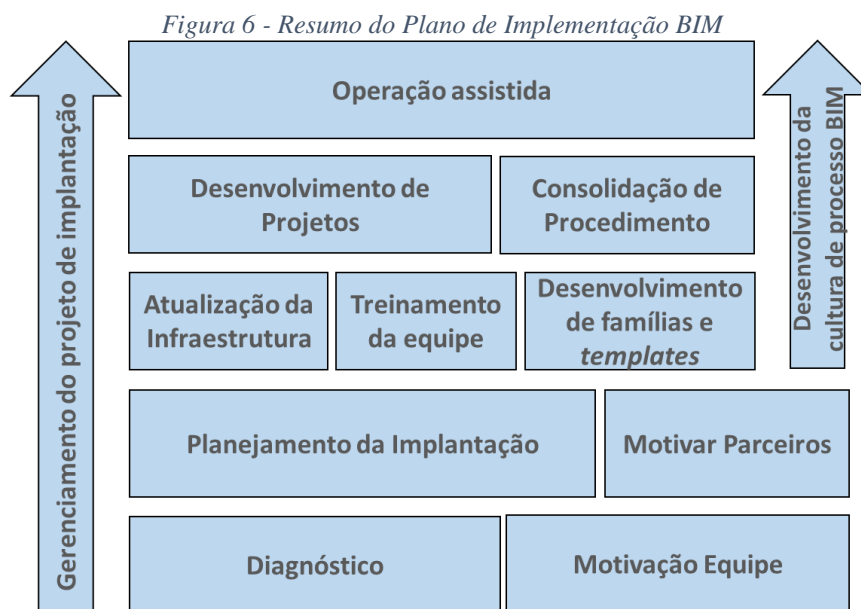 Figura 6 - Resumo do Plano de Implementação BIM
Gerenciamento do projeto de implantação
Operação assistida
Desenvolvimento de
Projetos
Consolidação de
Procedimento
Atualização da
Infraestrutura
Treinamento
da equipe
Desenvolvimento
de famílias e
templates
Planejamento da Implantação
Motivar Parceiros
Diagnóstico
Motivação Equipe
Desenvolvimento da
cultura de processo BIM